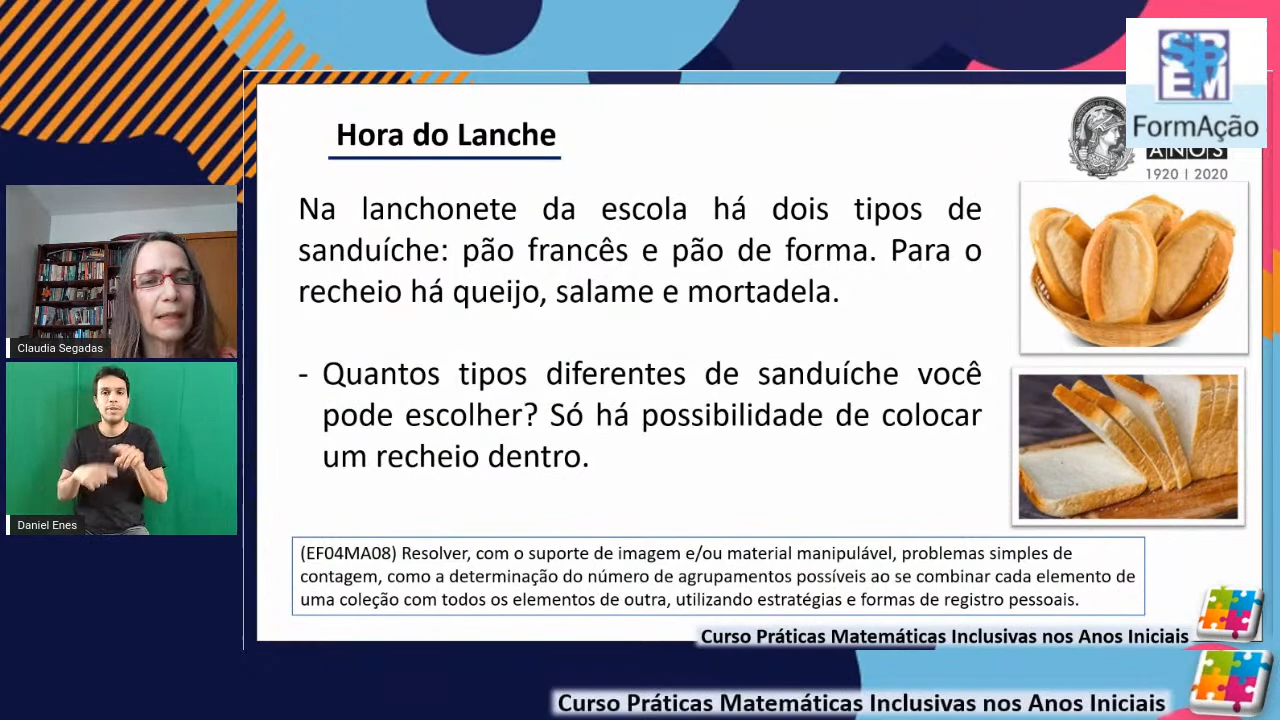 SBEM
FormAção
ANOS
1920 | 2020
Hora do Lanche
Na lanchonete da escola há dois tipos de
sanduíche: pão francês e pão de forma. Para o
recheio há queijo, salame e mortadela.
- Quantos tipos diferentes de sanduíche você
pode escolher? Só há possibilidade de colocar
um recheio dentro.
Claudia Segadas
Daniel Enes
(EF04MA08) Resolver, com o suporte de imagem e/ou material manipulável, problemas simples de
contagem, como a determinação do número de agrupamentos possíveis ao se combinar cada elemento de
uma coleção com todos os elementos de outra, utilizando estratégias e formas de registro pessoais.
Curso Práticas Matemáticas Inclusivas nos Anos Iniciais
Curso Práticas Matemáticas Inclusivas nos Anos Iniciais